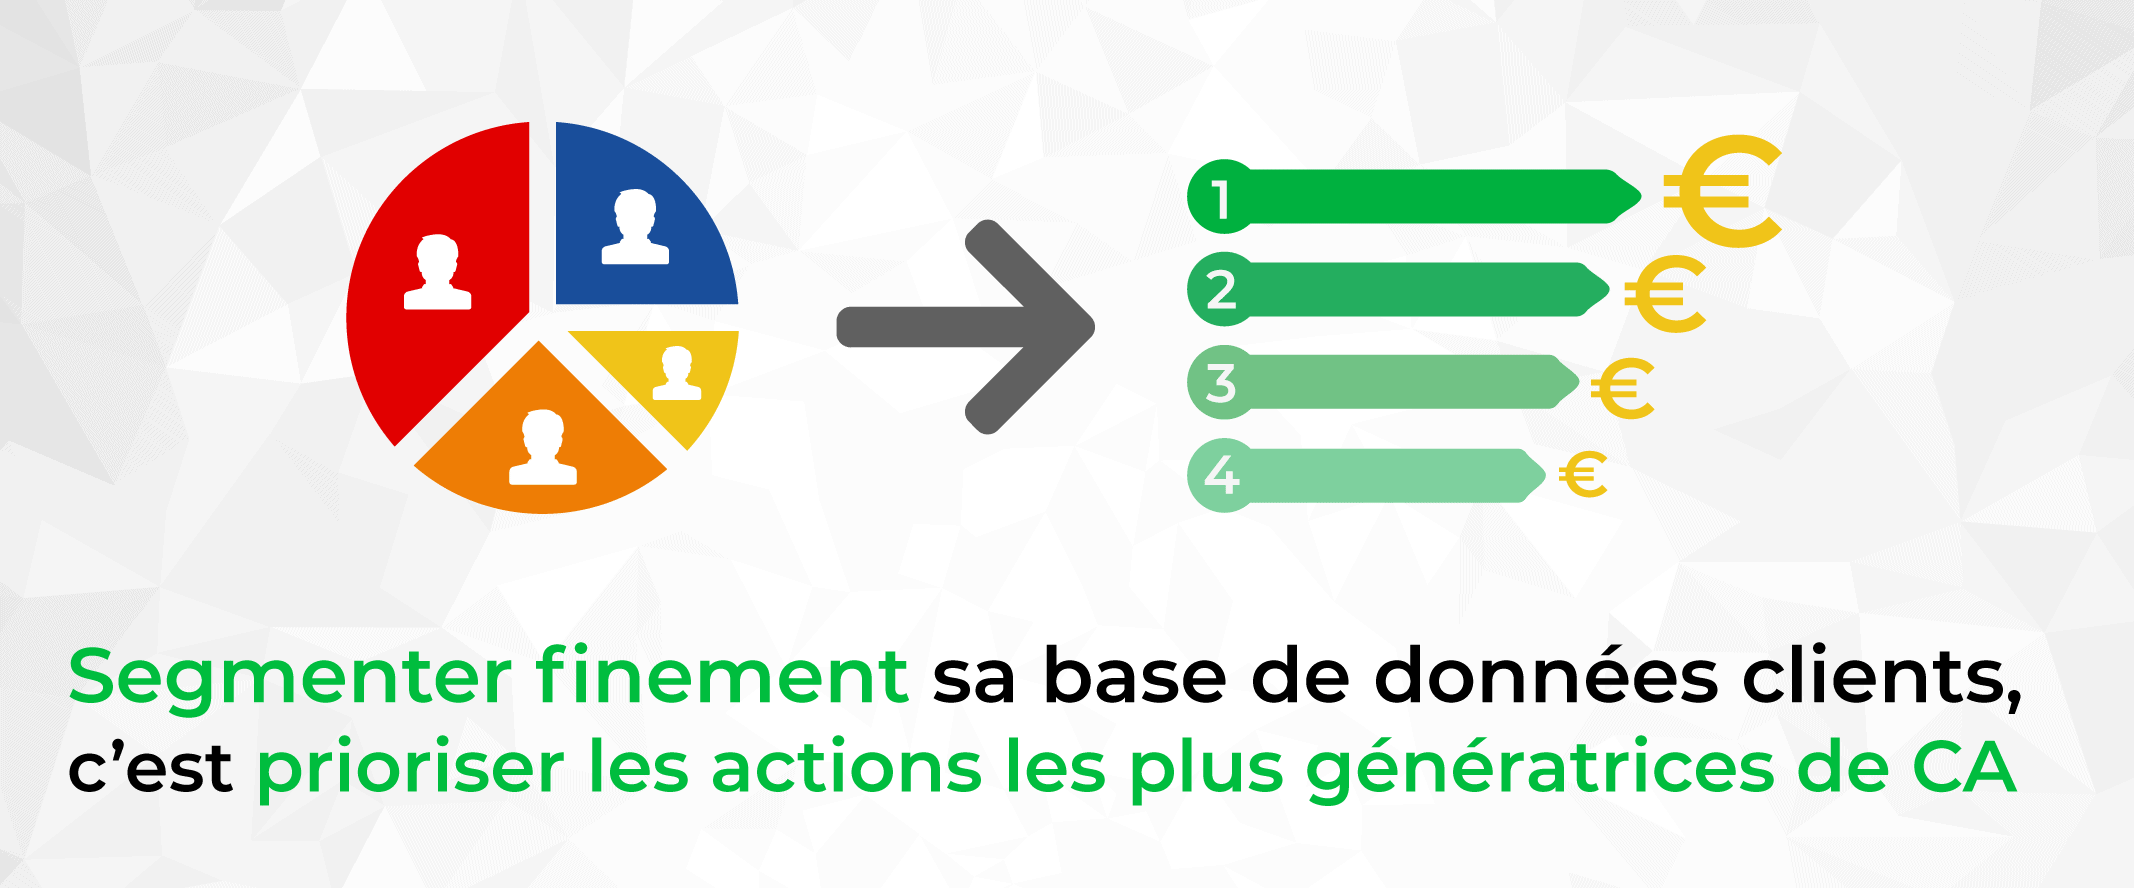 1 €
2 €
3 €
4 €
Segmenter finement sa base de données clients,
c’est prioriser les actions les plus génératrices de CA